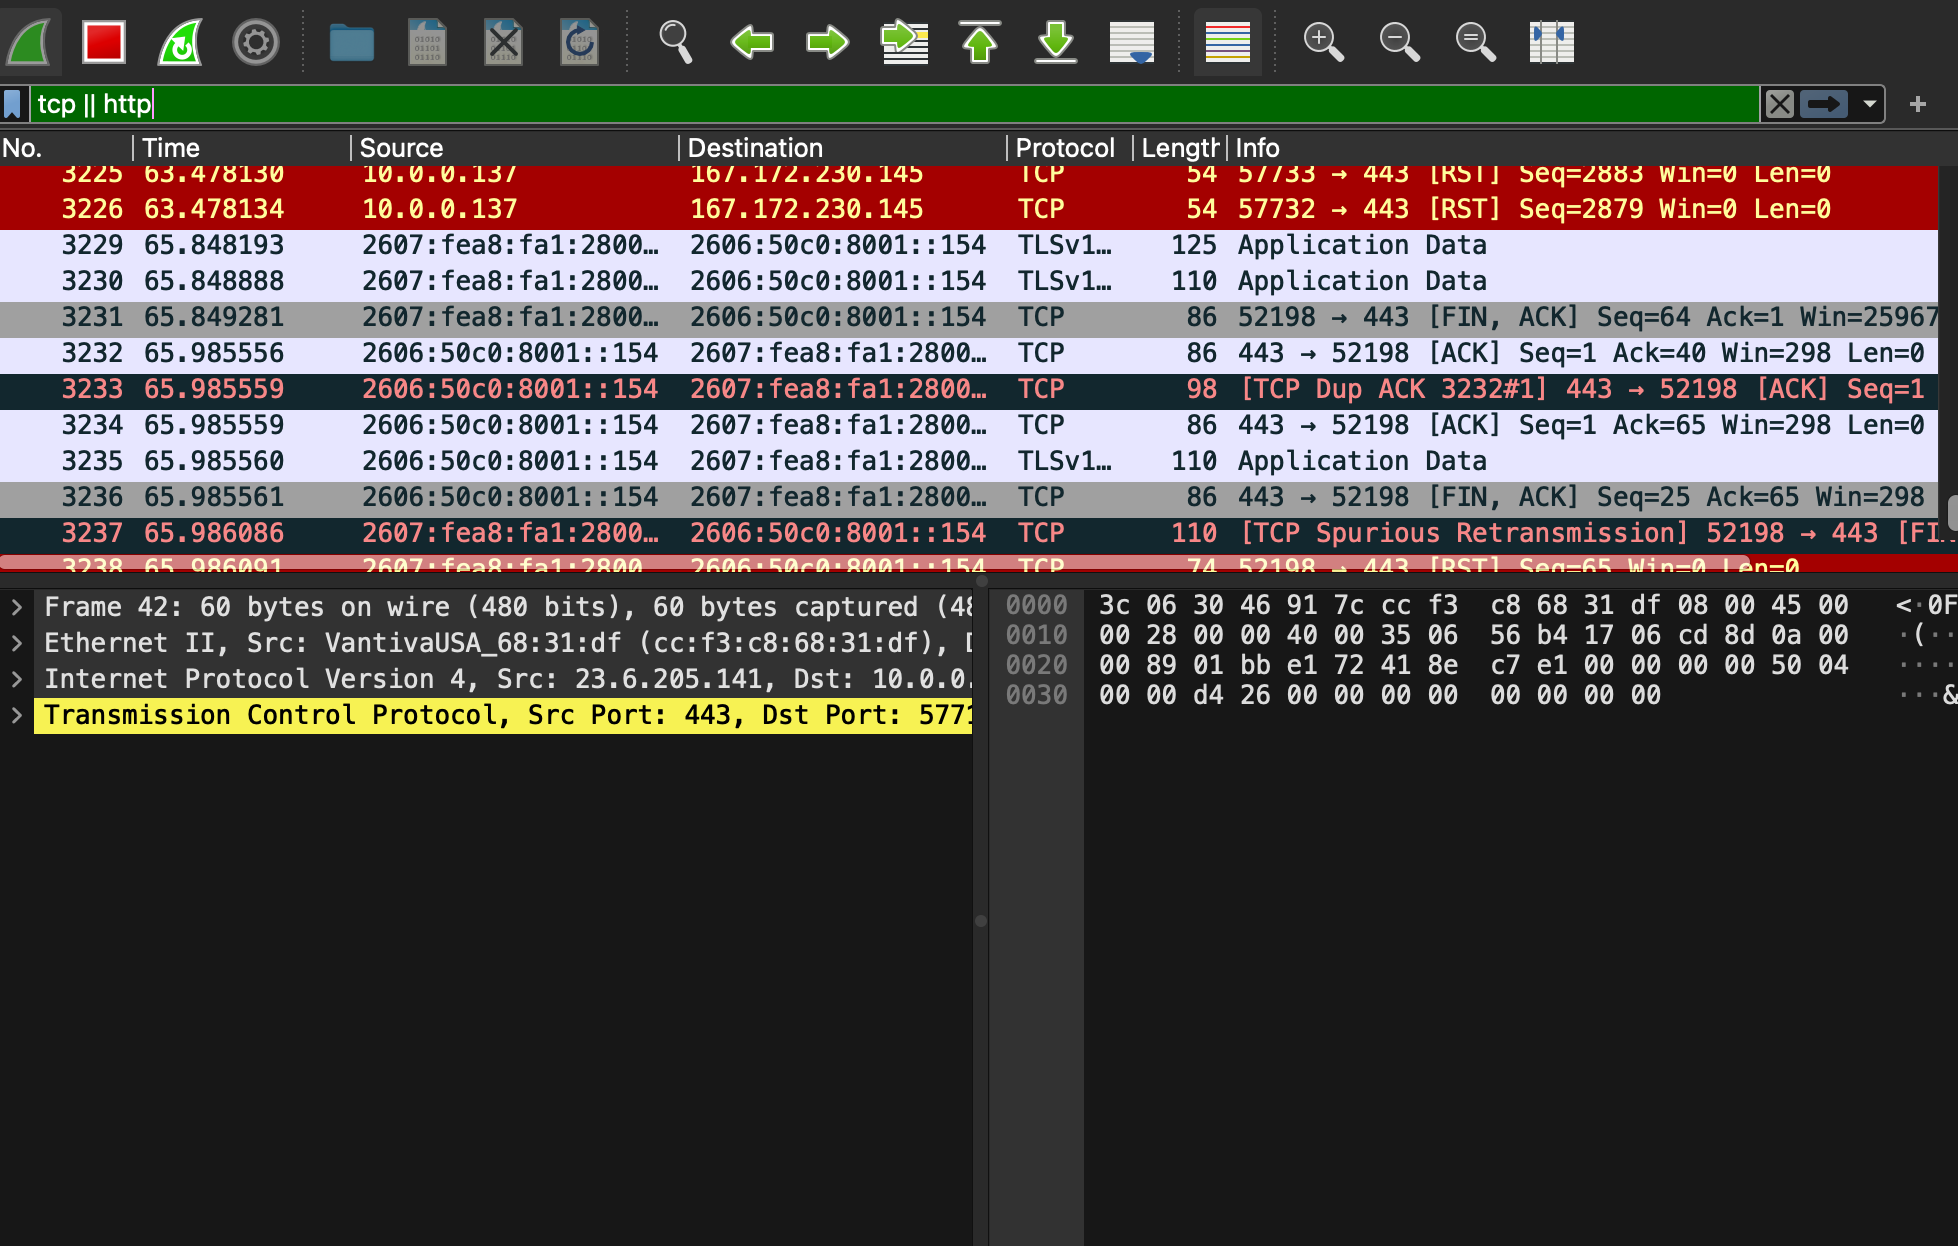 tcp || http
No. Time Source Destination Protocol Length Info
3225 63.478130 10.0.0.137 167.172.230.145 TCP 54 57733 → 443 [RST] Seq=2883 Win=0 Len=0
3226 63.478134 10.0.0.137 167.172.230.145 TCP 54 57732 → 443 [RST] Seq=2879 Win=0 Len=0
3229 65.848193 2607:fea8:fa1:2800… 2606:50c0:8001::154 TLSv1… 125 Application Data
3230 65.848888 2607:fea8:fa1:2800… 2606:50c0:8001::154 TLSv1… 110 Application Data
3231 65.849281 2607:fea8:fa1:2800… 2606:50c0:8001::154 TCP 86 52198 → 443 [FIN, ACK] Seq=64 Ack=1 Win=25967
3232 65.985556 2606:50c0:8001::154 2607:fea8:fa1:2800… TCP 86 443 → 52198 [ACK] Seq=1 Ack=40 Win=298 Len=0
3233 65.985559 2606:50c0:8001::154 2607:fea8:fa1:2800… TCP 98 [TCP Dup ACK 3232#1] 443 → 52198 [ACK] Seq=1
3234 65.985559 2606:50c0:8001::154 2607:fea8:fa1:2800… TCP 86 443 → 52198 [ACK] Seq=1 Ack=65 Win=298 Len=0
3235 65.985560 2606:50c0:8001::154 2607:fea8:fa1:2800… TLSv1… 110 Application Data
3236 65.985561 2606:50c0:8001::154 2607:fea8:fa1:2800… TCP 86 443 → 52198 [FIN, ACK] Seq=25 Ack=65 Win=298
3237 65.986086 2607:fea8:fa1:2800… 2606:50c0:8001::154 TCP 110 [TCP Spurious Retransmission] 52198 → 443 [FI…
3238 65.986091 2607:fea8:fa1:2800 2606:50c0:8001::154 TCP 74 52198 → 443 [RST] Seq=65 Win=0 Len=0
Frame 42: 60 bytes on wire (480 bits), 60 bytes captured (48
Ethernet II, Src: VantivaUSA_68:31:df (cc:f3:c8:68:31:df), D
Internet Protocol Version 4, Src: 23.6.205.141, Dst: 10.0.0.
Transmission Control Protocol, Src Port: 443, Dst Port: 5771
0000 3c 06 30 46 91 7c cc f3 c8 68 31 df 08 00 45 00 <·0F
0010 00 28 00 00 40 00 35 06 56 b4 17 06 cd 8d 0a 00 ·(··
0020 00 89 01 bb e1 72 41 8e c7 e1 00 00 00 00 50 04 ····
0030 00 00 d4 26 00 00 00 00 00 00 00 00 ···&